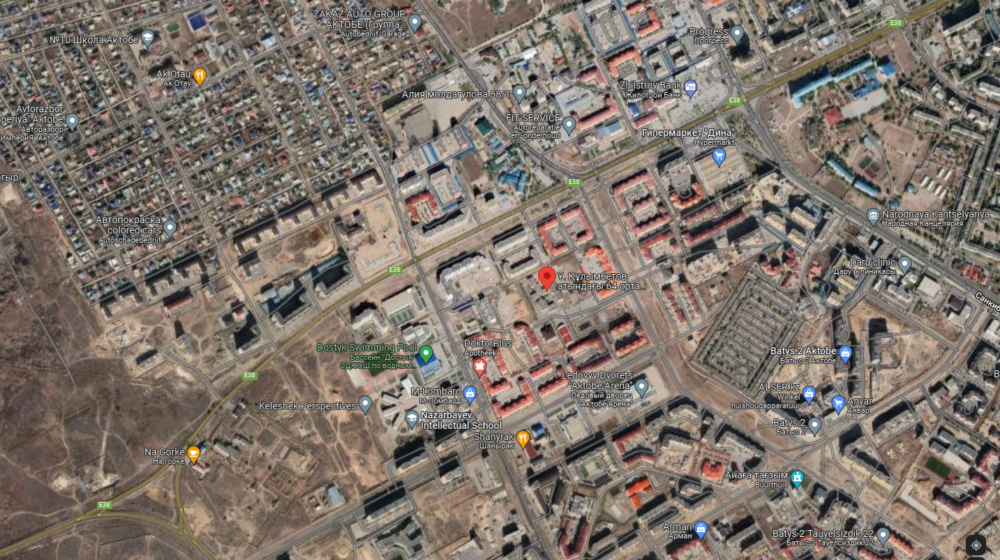 ZAKAZ AUTO GROUP
АКТОБЕ (Группа...
Autobedrijf/Garage
№10 Школа Актобе
Progress
Прогресс
Ak Otau
Ак Отау
Алия молдагулова 58/1
Zhilstroy Bank
Жилстрой Банк
E38
E38
Avtorazbor
periya" Aktobe
Авторазбор
Империя" Актобе
FIT SERVICE
Autoreparatie
en -onderhoud
Гипермаркет "Дина"
Hypermarkt
E38
Автопокраска
coloredcars
Autoschadebedrijf
Narodnaya Kantselyariya
Народная Канцелярия
E38
Daru clinic
"Дару" клиникасы
Ү. Құлымбетов
атындағы 64 орта...
Санкиб
Dostyk Swimming Pool
Бассейн "Достык"
ОДЮСШ по водным...
DoktorPlus
Apotheek
Batys 2 Aktobe
Батыс 2 Актобе
E38
Ledovyy Dvorets
"Aktobe Arena"
Ледовый дворец
"Актобе Арена"
M-Lombard
М-Ломбард
ALSER.kz
Winkel
huishoudapparatuur
Anvar
Анвар
Keleshek Perspectives
Nazarbayev
Intellectual School
Batys 2
Батыс 2
Shanyrak
Шанырак
Na Gorke
На горке
Анаға тағзым
Buurthuis
E38
Arman
Арман
Batys-2 Tauyelsizdik 22
Батыс-2 Тауелсиздик 22